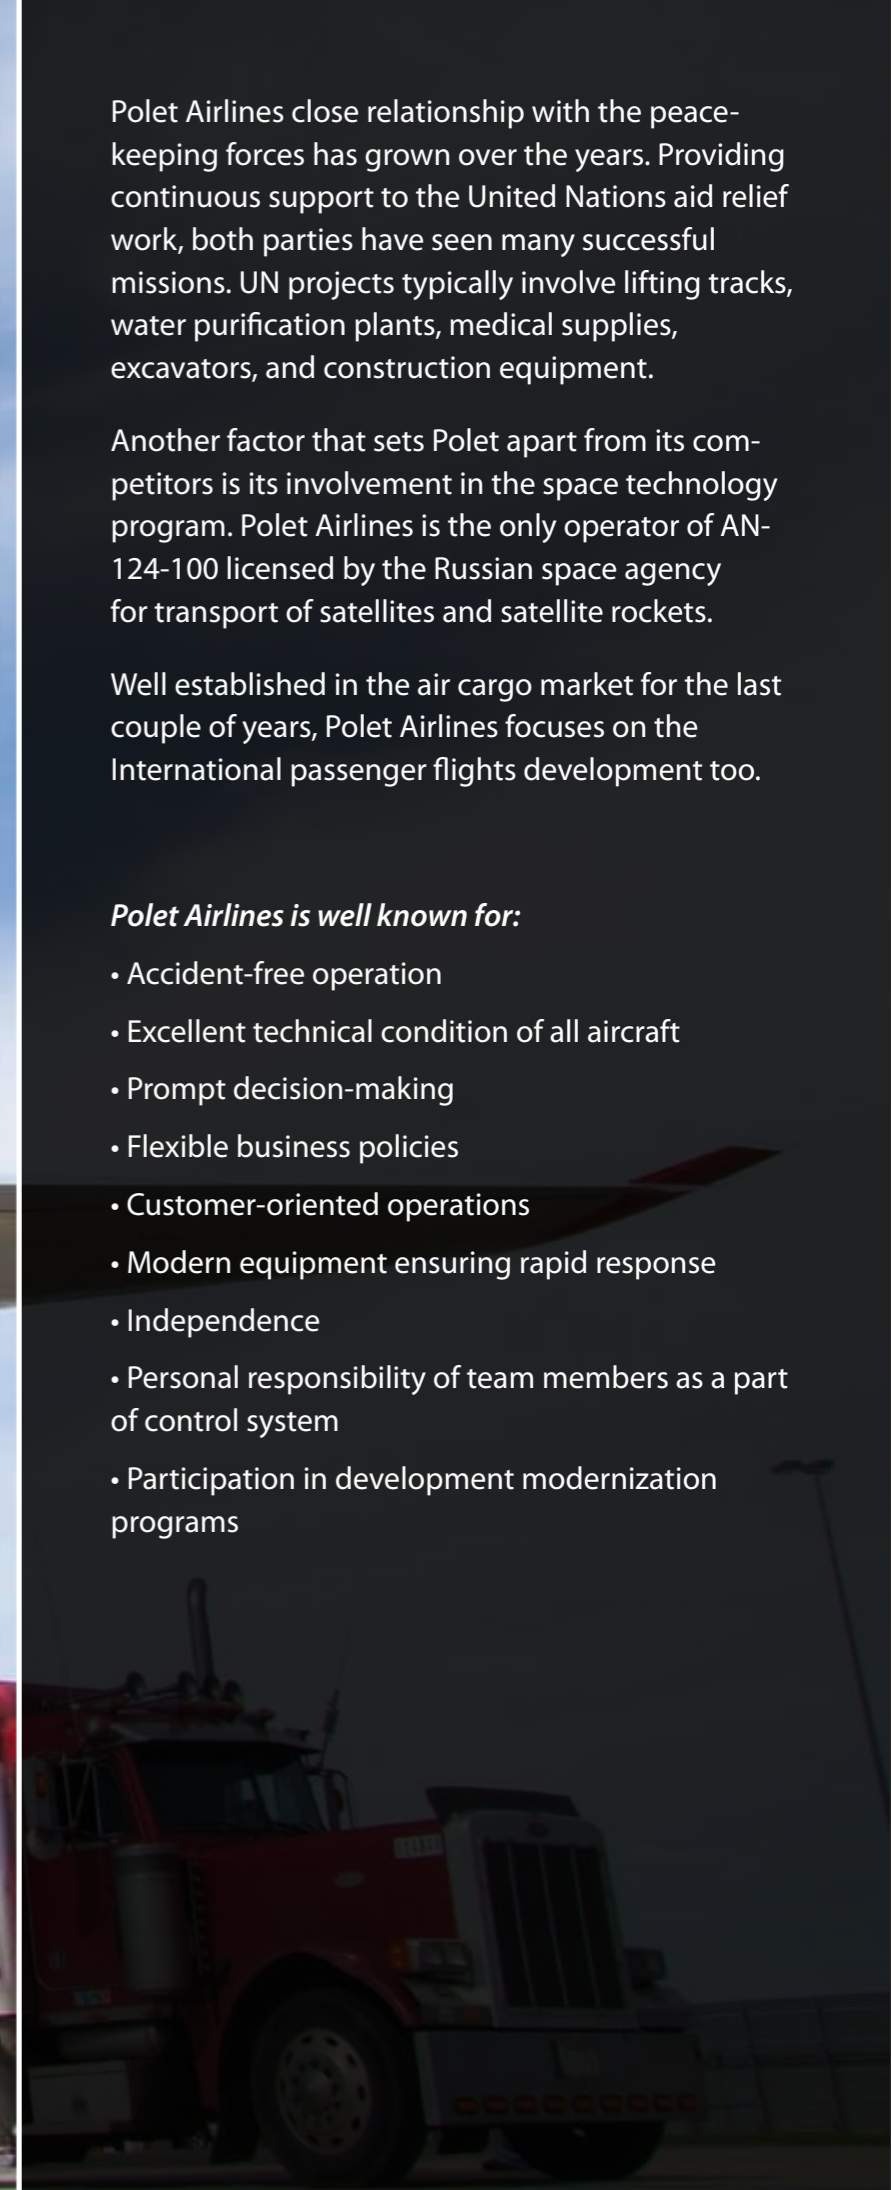 Polet Airlines close relationship with the peace-
keeping forces has grown over the years. Providing
continuous support to the United Nations aid relief
work, both parties have seen many successful
missions. UN projects typically involve lifting tracks,
water purification plants, medical supplies,
excavators, and construction equipment.
Another factor that sets Polet apart from its com-
petitors is its involvement in the space technology
program. Polet Airlines is the only operator of AN-
124-100 licensed by the Russian space agency
for transport of satellites and satellite rockets.
Well established in the air cargo market for the last
couple of years, Polet Airlines focuses on the
International passenger flights development too.
Polet Airlines is well known for:
• Accident-free operation
• Excellent technical condition of all aircraft
• Prompt decision-making
• Flexible business policies
• Customer-oriented operations
• Modern equipment ensuring rapid response
• Independence
• Personal responsibility of team members as a part
of control system
• Participation in development modernization
programs